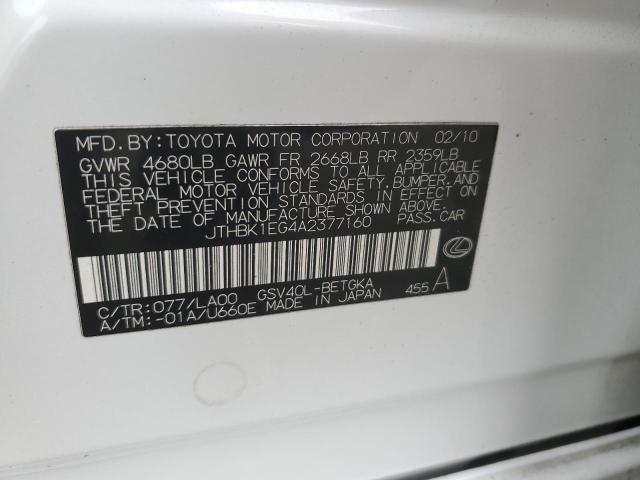 MFD. BY: TOYOTA MOTOR CORPORATION 02/10
GVWR 4680LB GAWR FR 2668LB RR 2359LB
THIS VEHICLE CONFORMS TO ALL APPLICABLE
FEDERAL MOTOR VEHICLE SAFETY, BUMPER, AND
THEFT PREVENTION STANDARDS IN EFFECT ON
THE DATE OF MANUFACTURE SHOWN ABOVE.
JTHBK1EG4A2377160 PASS. CAR
C/TR: 077/LA00 GSV40L-BETGKA
A/TM: -01A/U660E MADE IN JAPAN 455 A